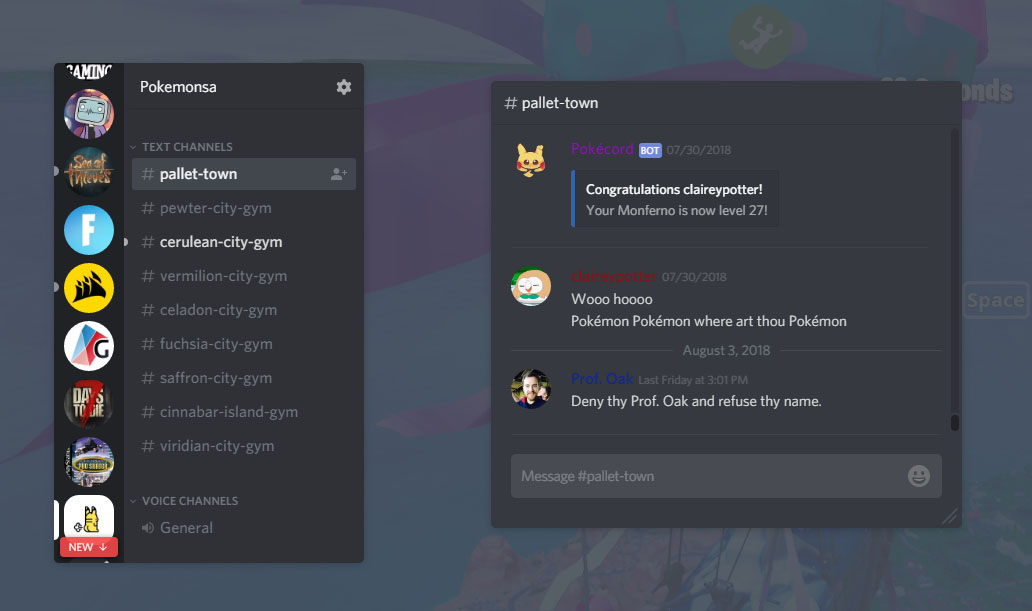 GAMING
Sea of
Thieves
F
G
DAYS
TO DIE
NEW ↓
Pokemonsa
TEXT CHANNELS
# pallet-town
# pewter-city-gym
# cerulean-city-gym
# vermilion-city-gym
# celadon-city-gym
# fuchsia-city-gym
# saffron-city-gym
# cinnabar-island-gym
# viridian-city-gym
VOICE CHANNELS
General
# pallet-town
Pokécord BOT 07/30/2018
Congratulations claireypotter!
Your Monferno is now level 27!
claireypotter 07/30/2018
Wooo hoooo
Pokémon Pokémon where art thou Pokémon
August 3, 2018
Prof. Oak Last Friday at 3:01 PM
Deny thy Prof. Oak and refuse thy name.
Message #pallet-town
Space